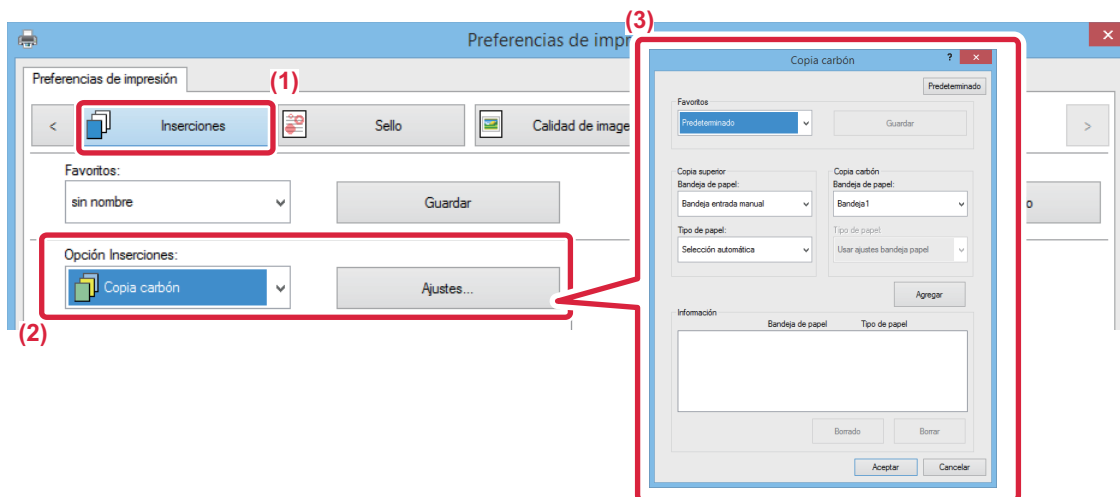 (3)
Preferencias de impr
Preferencias de impresión
(1)
<
Inserciones
Sello
Calidad de image
>
Favoritos:
sin nombre
Guardar
o
Opción Inserciones:
Copia carbón
Ajustes...
(2)
Copia carbón
?
Predeterminado
Favoritos
Predeterminado
Guardar
Copia superior
Copia carbón
Bandeja de papel:
Bandeja de papel:
Bandeja entrada manual
Bandeja1
Tipo de papel:
Tipo de papel:
Selección automática
Usar ajustes bandeja papel
Agregar
Información
Bandeja de papel
Tipo de papel
Borrado
Borrar
Aceptar
Cancelar